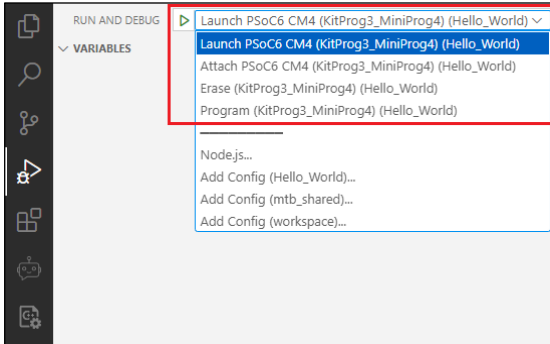 RUN AND DEBUG
Launch PSoC6 CM4 (KitProg3_MiniProg4) (Hello_World)
VARIABLES
Launch PSoC6 CM4 (KitProg3_MiniProg4) (Hello_World)
Attach PSoC6 CM4 (KitProg3_MiniProg4) (Hello_World)
Erase (KitProg3_MiniProg4) (Hello_World)
Program (KitProg3_MiniProg4) (Hello_World)
Node.js...
Add Config (Hello_World)...
Add Config (mtb_shared)...
Add Config (workspace)...